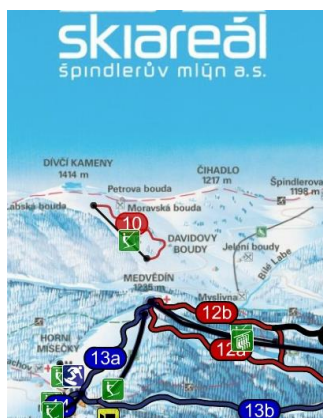 skiareál
špindlerův mlýn a.s.
DÍVČÍ KAMENY
1414 m
ČIHADLO
1217 m
Špindlerova
1198 m
Petrova bouda
Labská bouda
Moravská bouda
10
DAVIDOVY
BOUDY
Jelení boudy
Bílé Labe
MEDVĚDÍN
1235 m
Myslivna
12b
HORNÍ
MÍSEČKY
12a
13a
13b